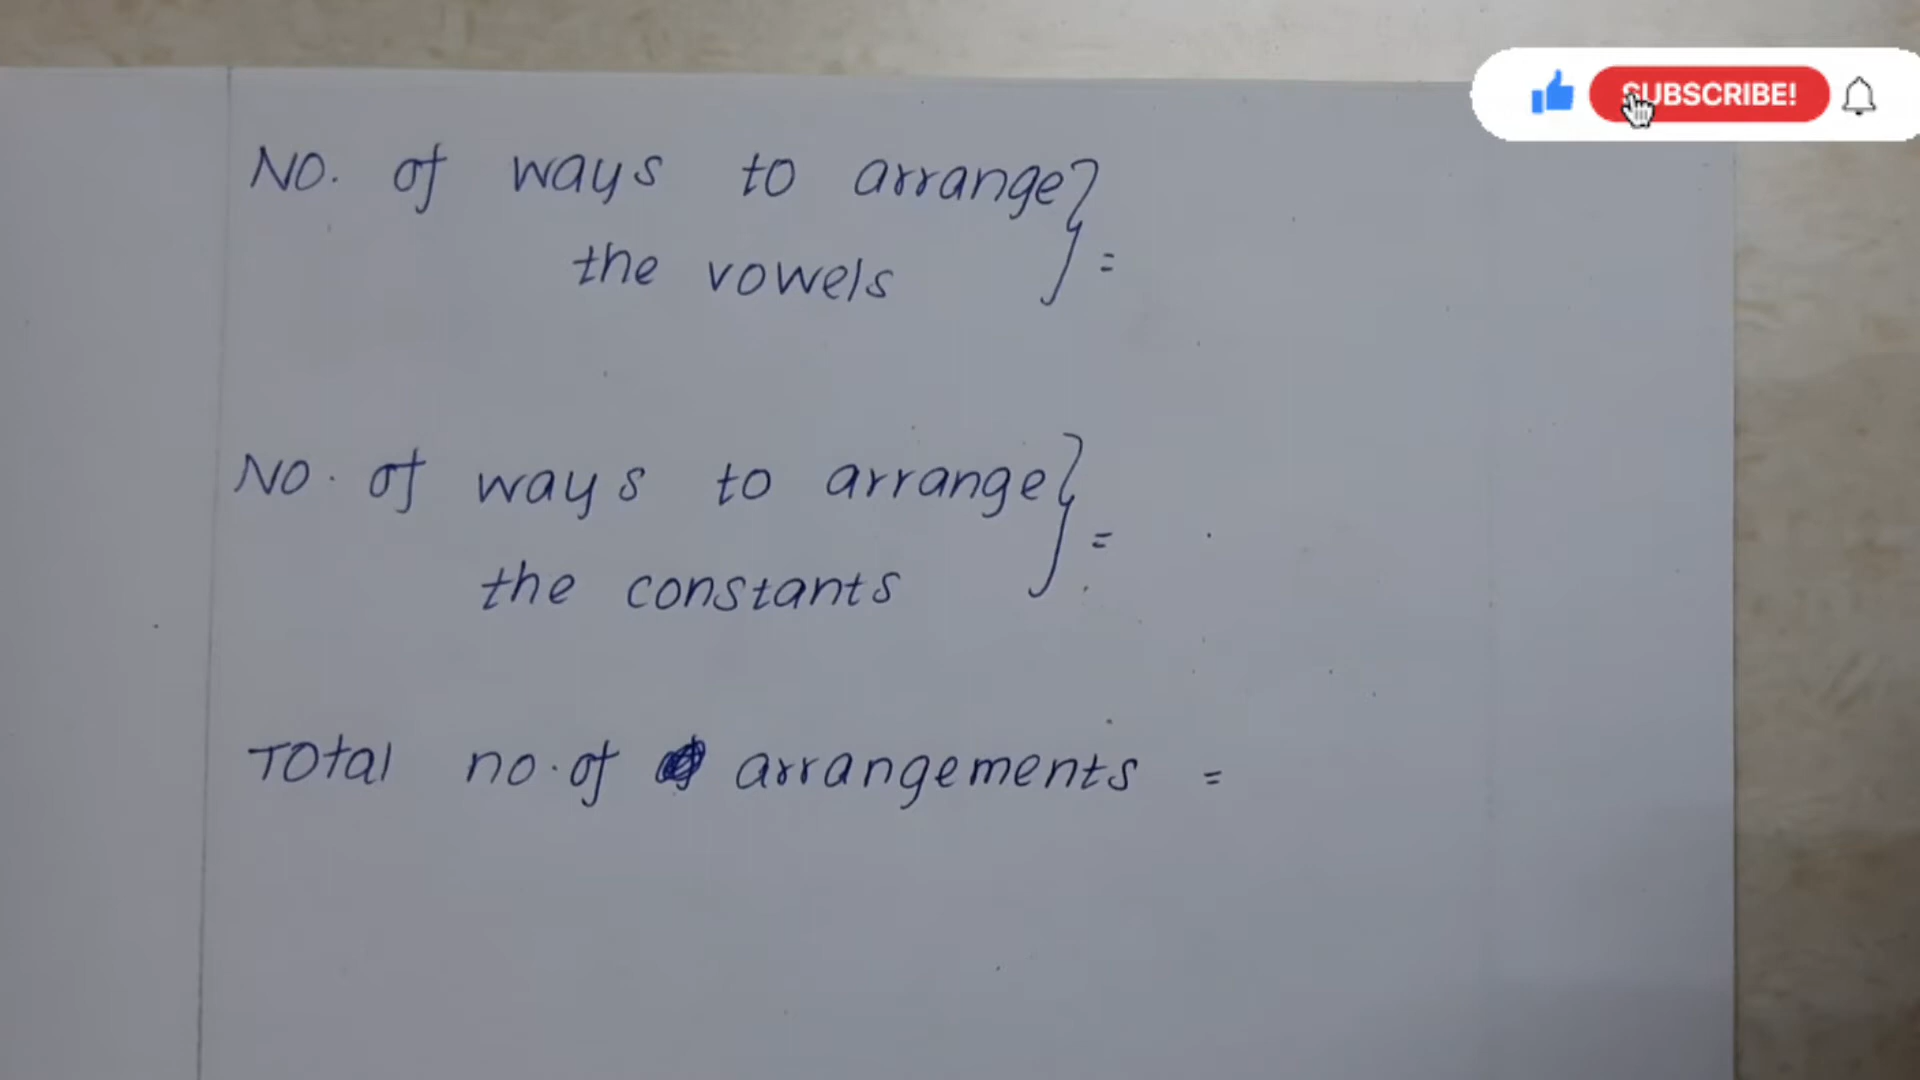 SUBSCRIBE!
No. of ways to arrange } =
the vowels
No. of ways to arrange } =
the constants
Total no. of arrangements =